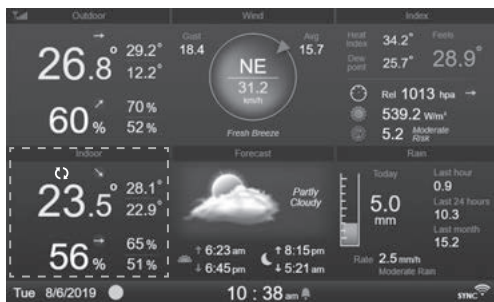 Outdoor
26.8° 29.2° 12.2°
60% 70% 52%
Wind
Gust 18.4
Avg 15.7
NE
31.2
km/h
Fresh Breeze
Index
Heat Index 34.2°
Dew point 25.7°
Feels 28.9°
Rel 1013 hpa
539.2 W/m²
5.2 Moderate Risk
Indoor
23.5° 28.1° 22.9°
56% 65% 51%
Forecast
Partly Cloudy
6:23 am 8:15 pm
6:45 pm 5:21 am
Rain
Today
5.0 mm
Last hour
0.9
Last 24 hours
10.3
Last month
15.2
Rate 2.5 mm/h
Moderate Rain
Tue 8/6/2019
10 : 38 am
SYNC